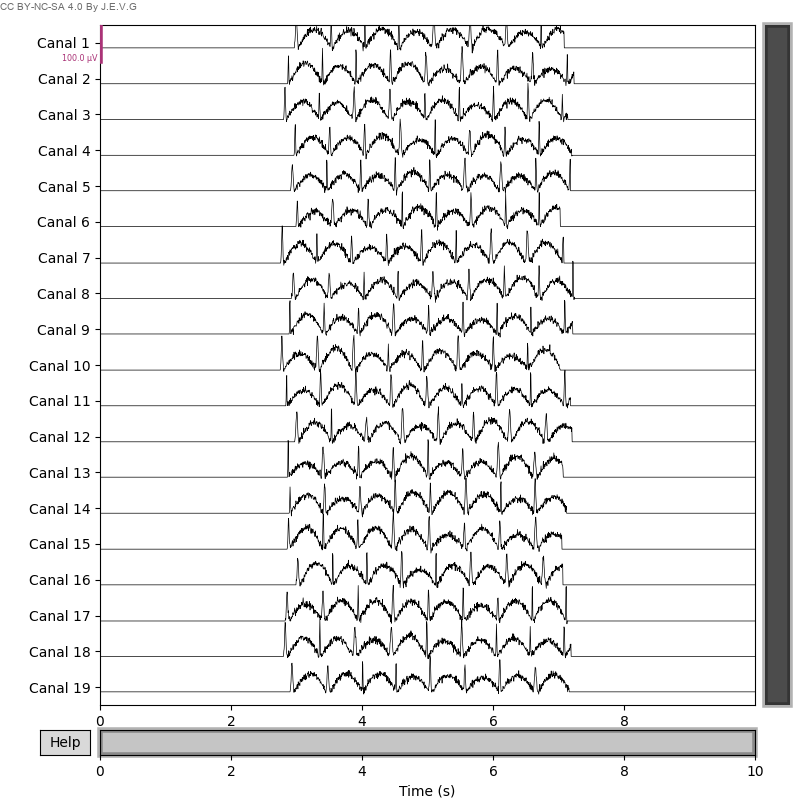 CC BY-NC-SA 4.0 By J.E.V.G
Canal 1
100.0 µV
Canal 2
Canal 3
Canal 4
Canal 5
Canal 6
Canal 7
Canal 8
Canal 9
Canal 10
Canal 11
Canal 12
Canal 13
Canal 14
Canal 15
Canal 16
Canal 17
Canal 18
Canal 19
0 2 4 6 8
Help
0 2 4 6 8 10
Time (s)